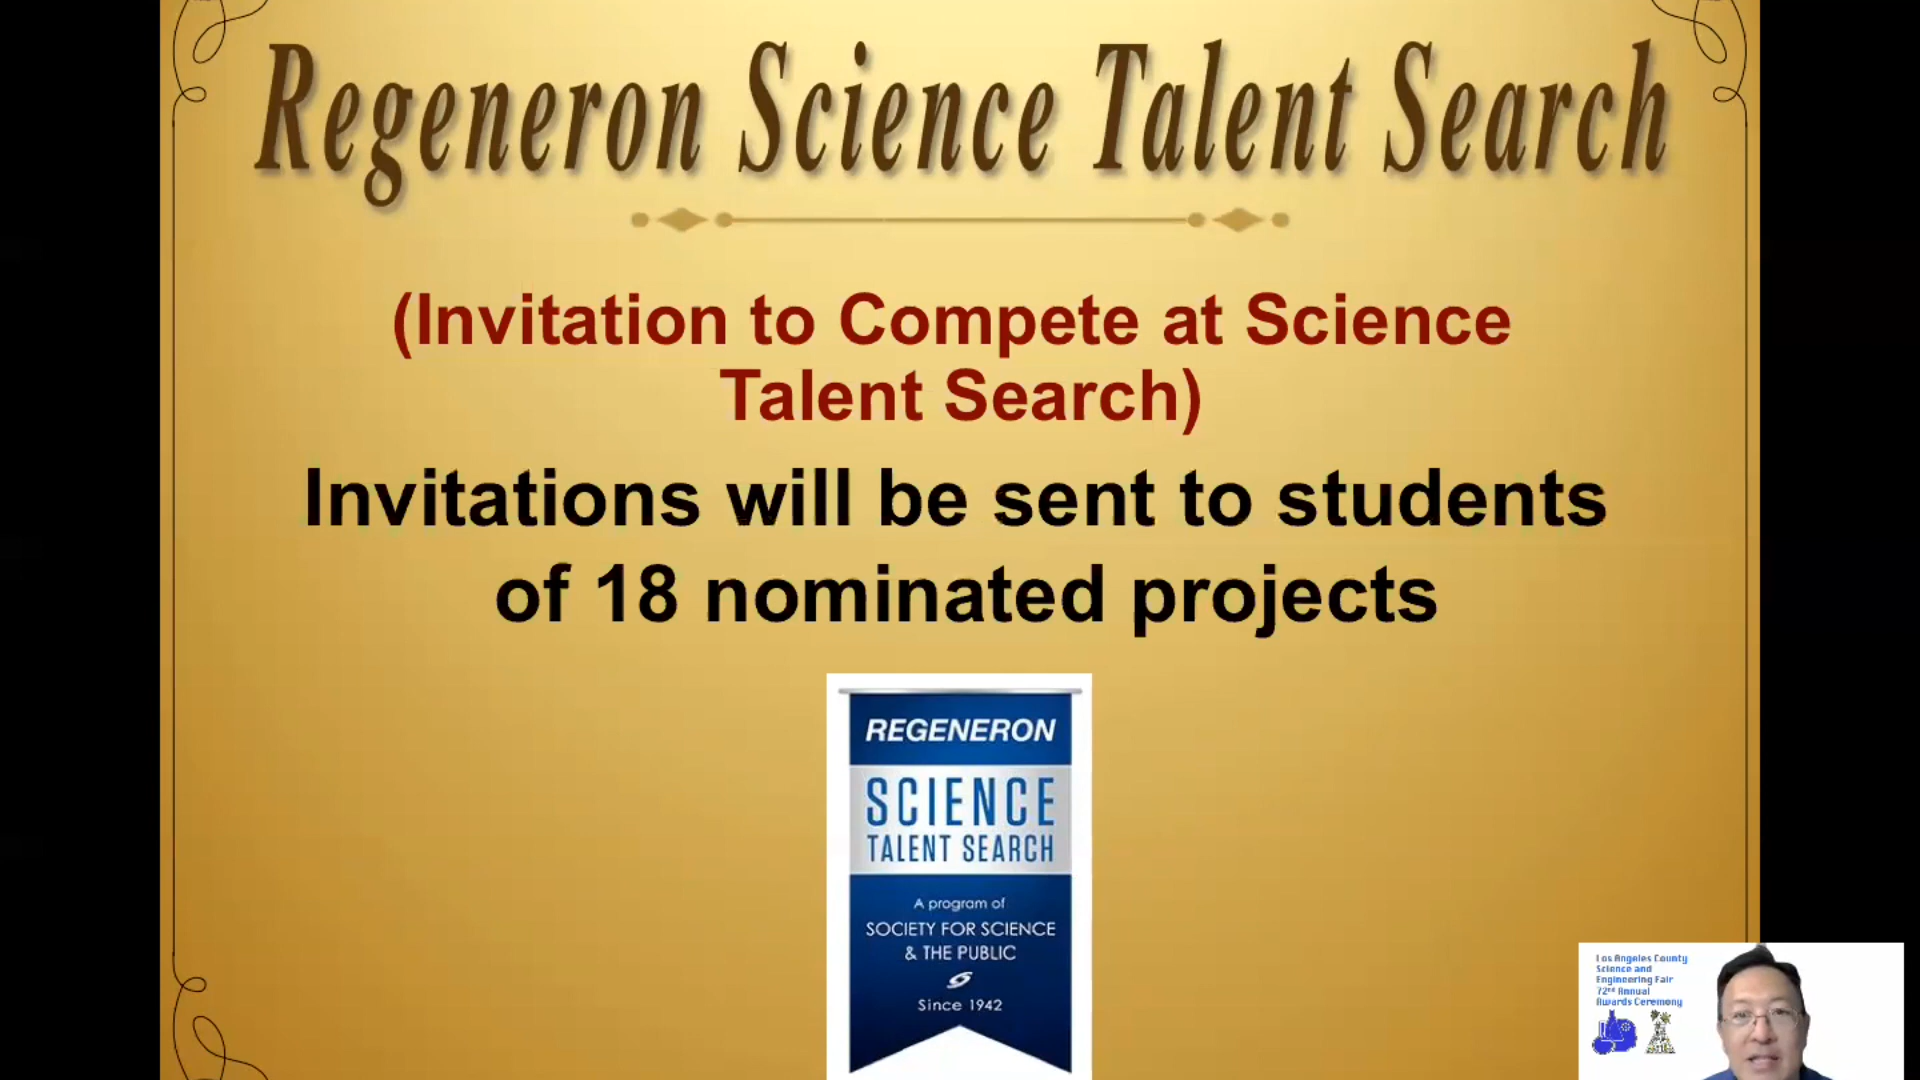 Regeneron Science Talent Search
(Invitation to Compete at Science
Talent Search)
Invitations will be sent to students
of 18 nominated projects
REGENERON
SCIENCE
TALENT SEARCH
A program of
SOCIETY FOR SCIENCE
& THE PUBLIC
Since 1942
Los Angeles County
Science and
Engineering Fair
72nd Annual
Awards Ceremony